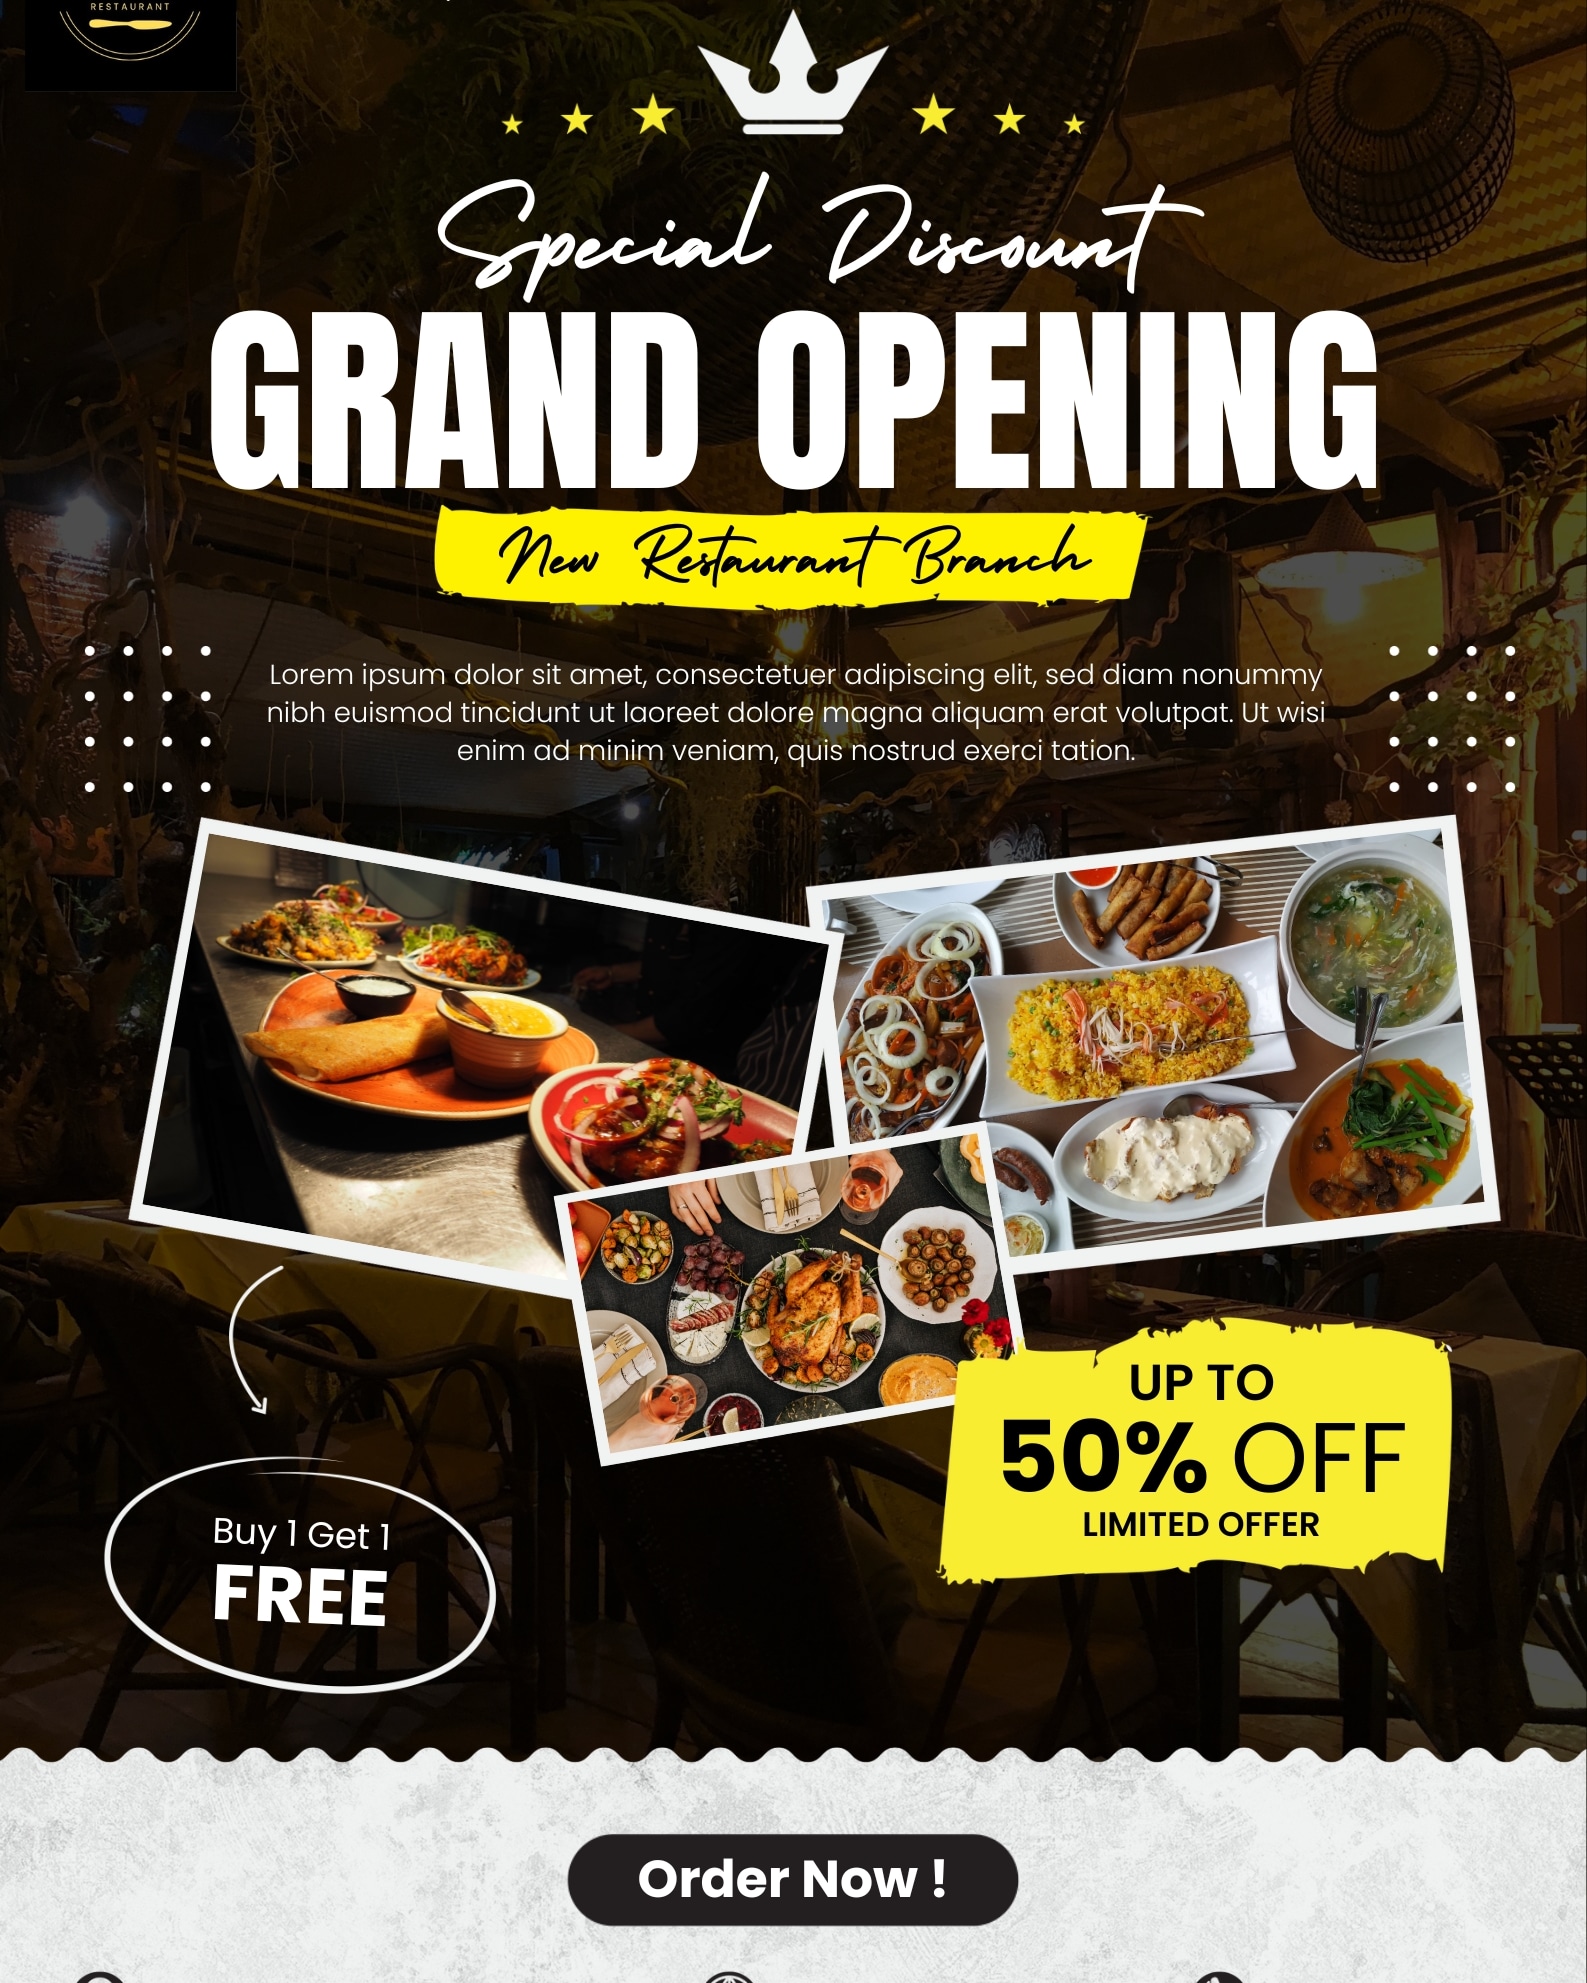 RESTAURANT
Special Discount
GRAND OPENING
New Restaurant Branch
Lorem ipsum dolor sit amet, consectetuer adipiscing elit, sed diam nonummy
nibh euismod tincidunt ut laoreet dolore magna aliquam erat volutpat. Ut wisi
enim ad minim veniam, quis nostrud exerci tation.
Buy 1 Get 1
FREE
UP TO
50% OFF
LIMITED OFFER
Order Now !